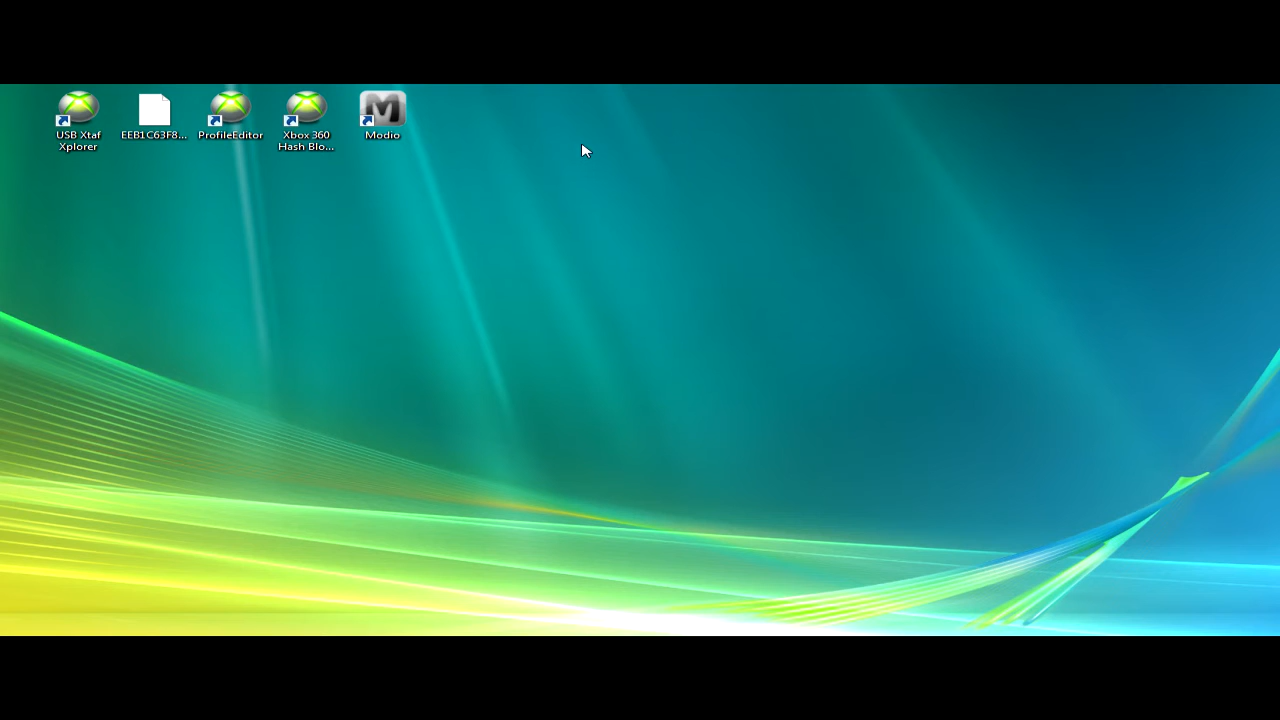 USB Xtaf
Xplorer
EEB1C63F8...
ProfileEditor
Xbox 360
Hash Blo...
Modio